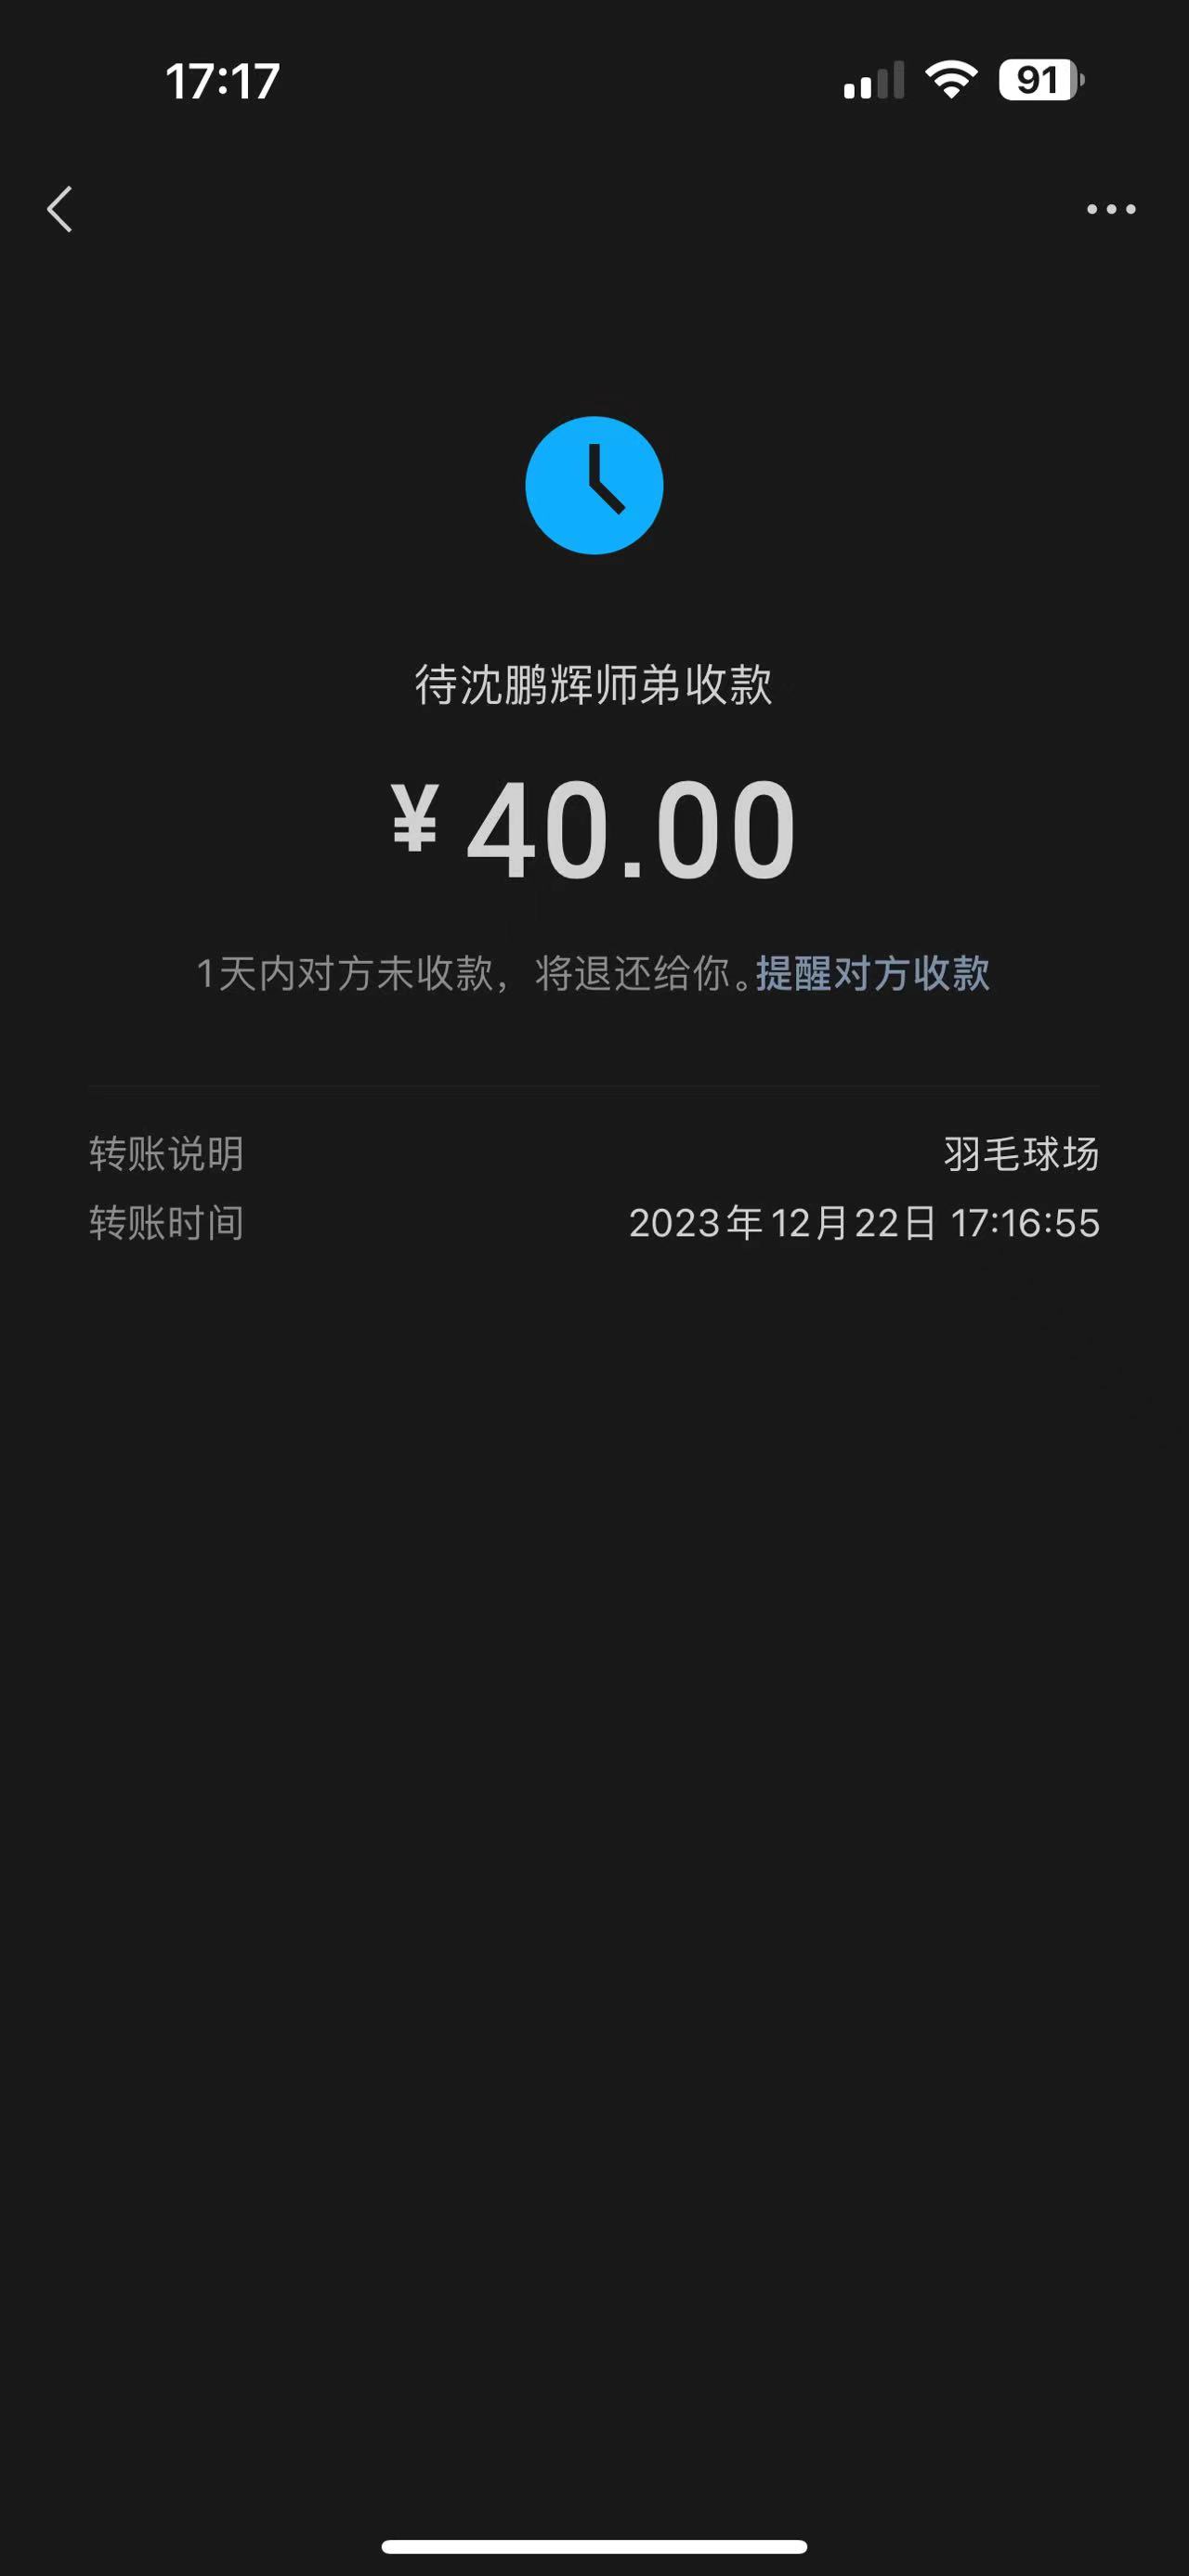 17:17
91
待沈鹏辉师弟收款
¥40.00
1天内对方未收款，将退还给你。提醒对方收款
转账说明 羽毛球场
转账时间 2023年12月22日 17:16:55